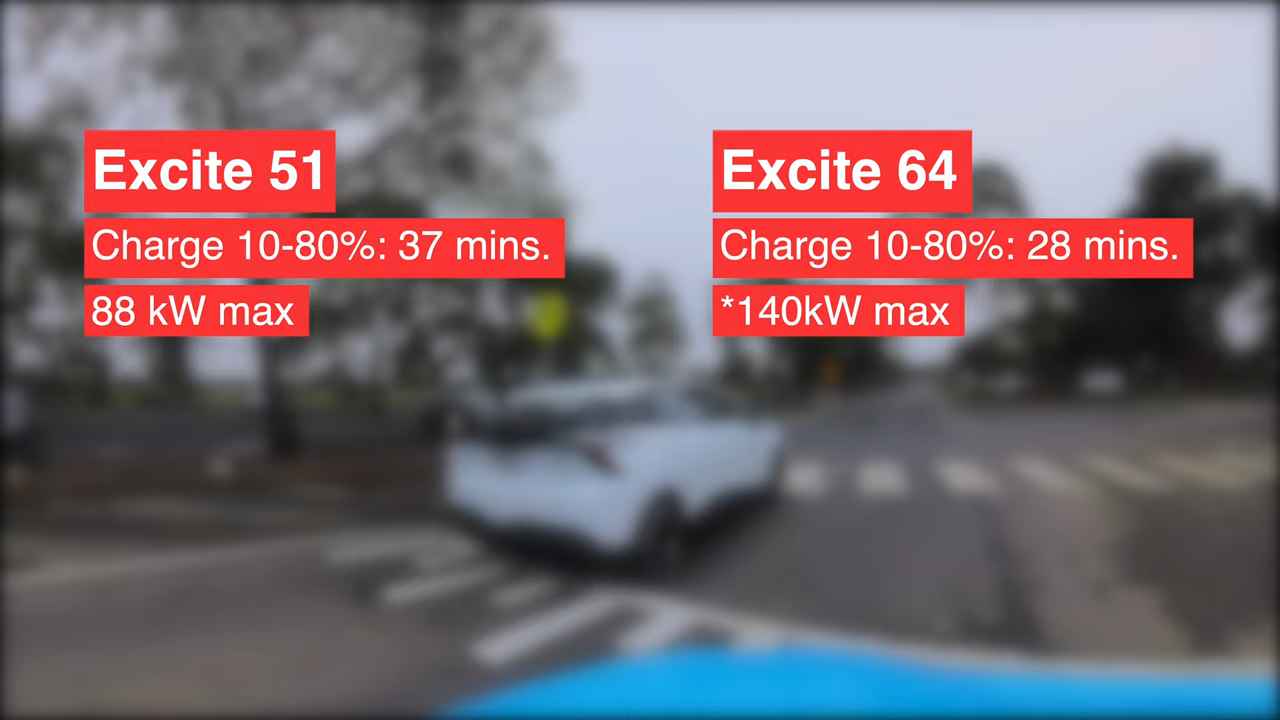 Excite 51
Charge 10-80%: 37 mins.
88 kW max
Excite 64
Charge 10-80%: 28 mins.
*140kW max